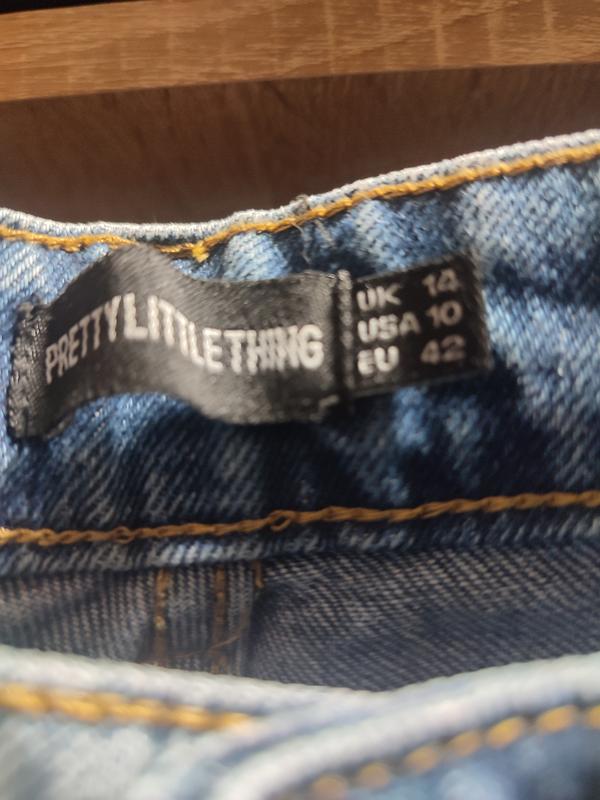 PRETTYLITTLETHING
UK 14
USA 10
EU 42